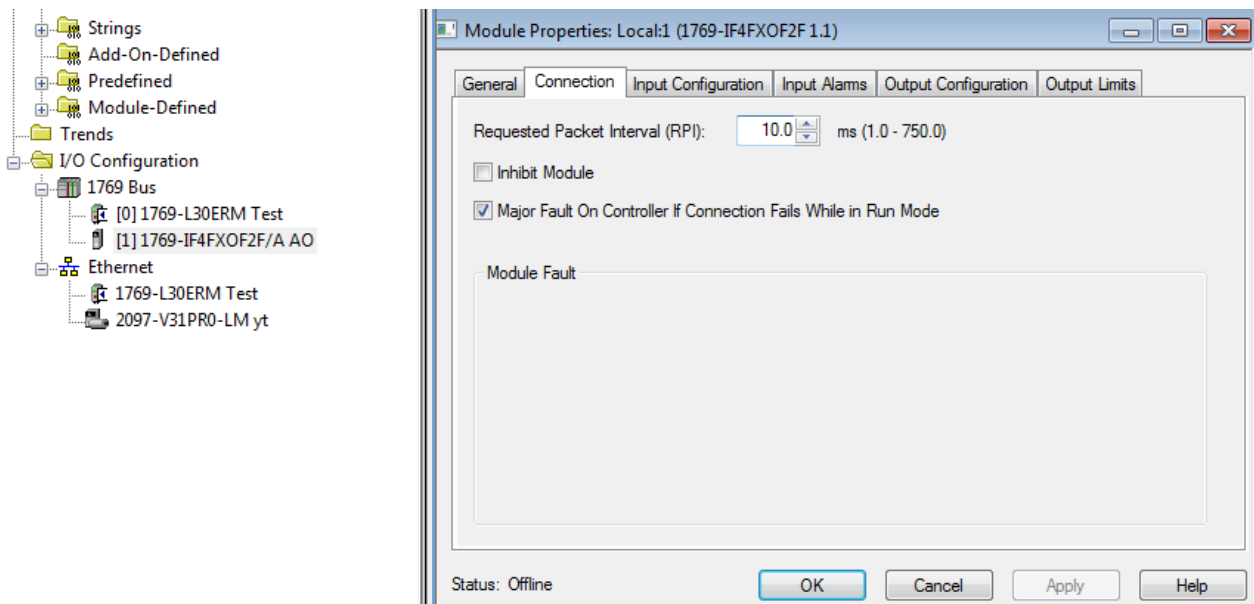 Strings
Add-On-Defined
Predefined
Module-Defined
Trends
I/O Configuration
1769 Bus
[0] 1769-L30ERM Test
[1] 1769-IF4FXOF2F/A AO
Ethernet
1769-L30ERM Test
2097-V31PR0-LM yt
Module Properties: Local:1 (1769-IF4FXOF2F 1.1)
General Connection Input Configuration Input Alarms Output Configuration Output Limits
Requested Packet Interval (RPI): 10.0 ms (1.0 - 750.0)
Inhibit Module
Major Fault On Controller If Connection Fails While in Run Mode
Module Fault
Status: Offline OK Cancel Apply Help